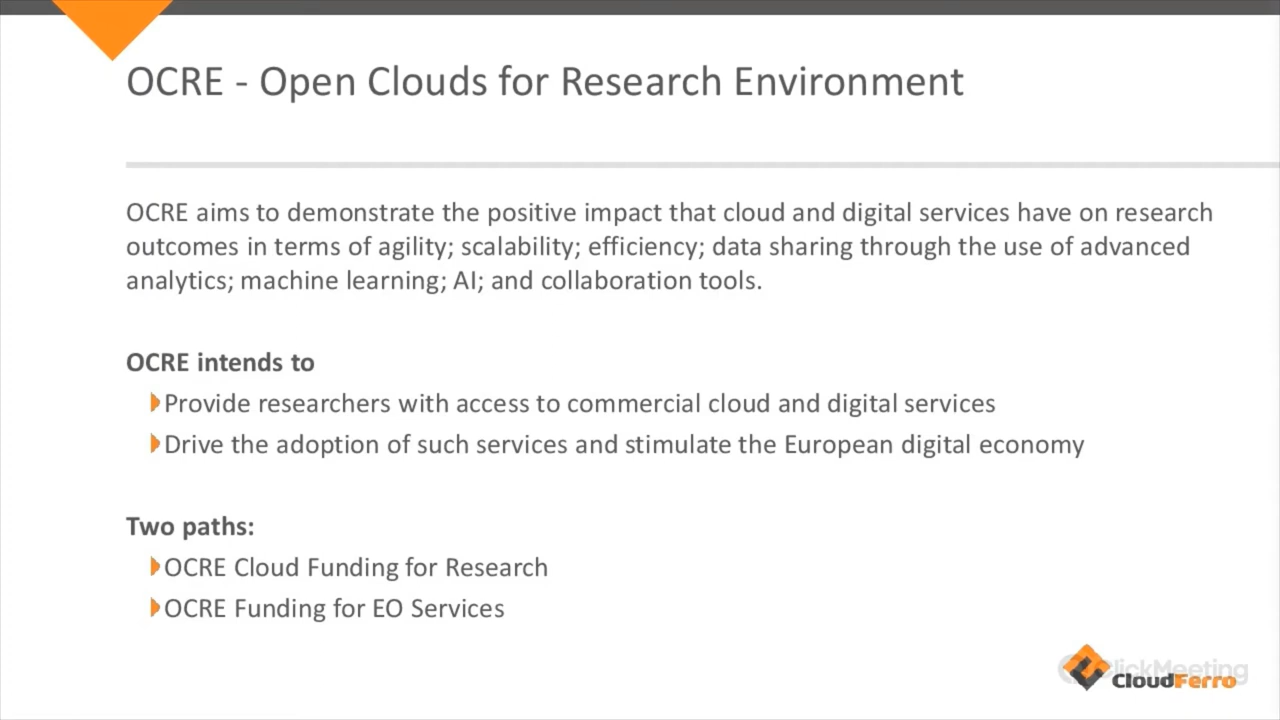 OCRE - Open Clouds for Research Environment
OCRE aims to demonstrate the positive impact that cloud and digital services have on research
outcomes in terms of agility; scalability; efficiency; data sharing through the use of advanced
analytics; machine learning; AI; and collaboration tools.
OCRE intends to
Provide researchers with access to commercial cloud and digital services
Drive the adoption of such services and stimulate the European digital economy
Two paths:
OCRE Cloud Funding for Research
OCRE Funding for EO Services
ClickMeeting
CloudFerro